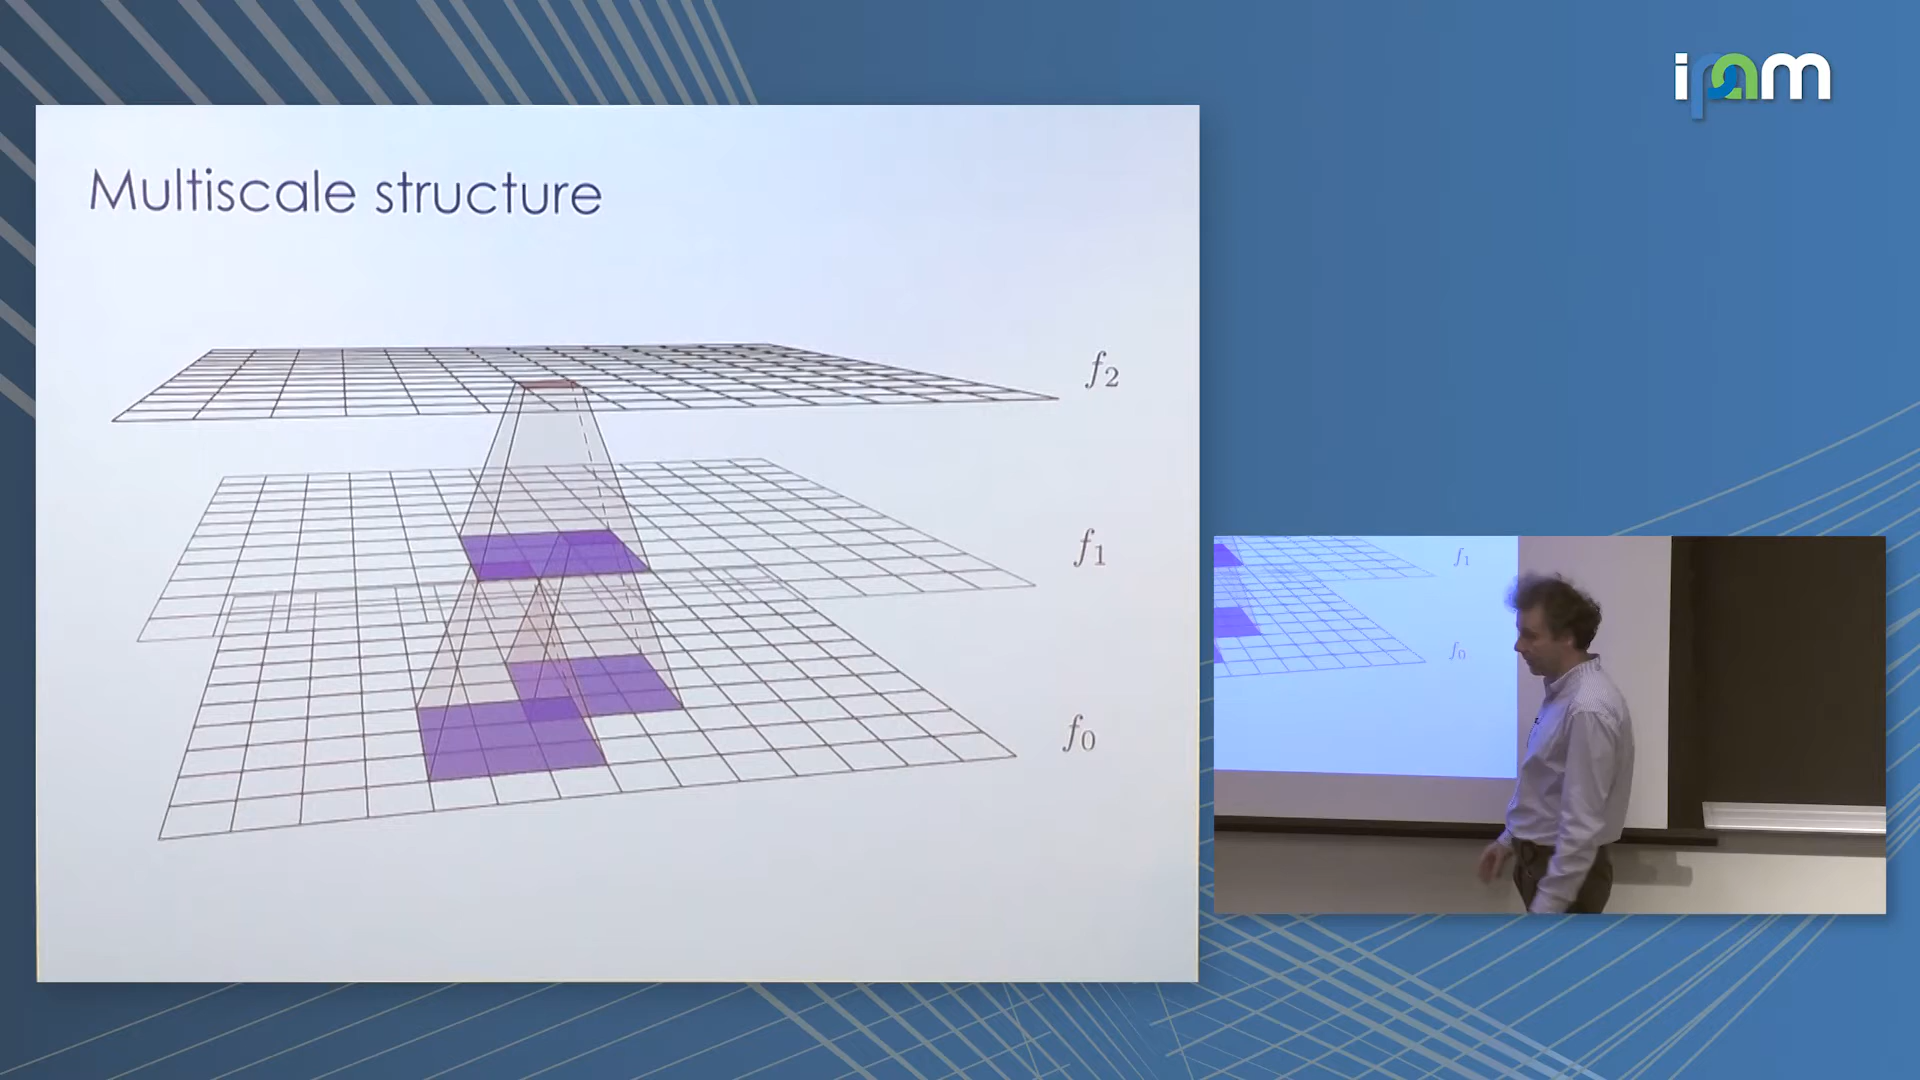 ipam
Multiscale structure
f₂
f₁
f₀
f₁
f₀